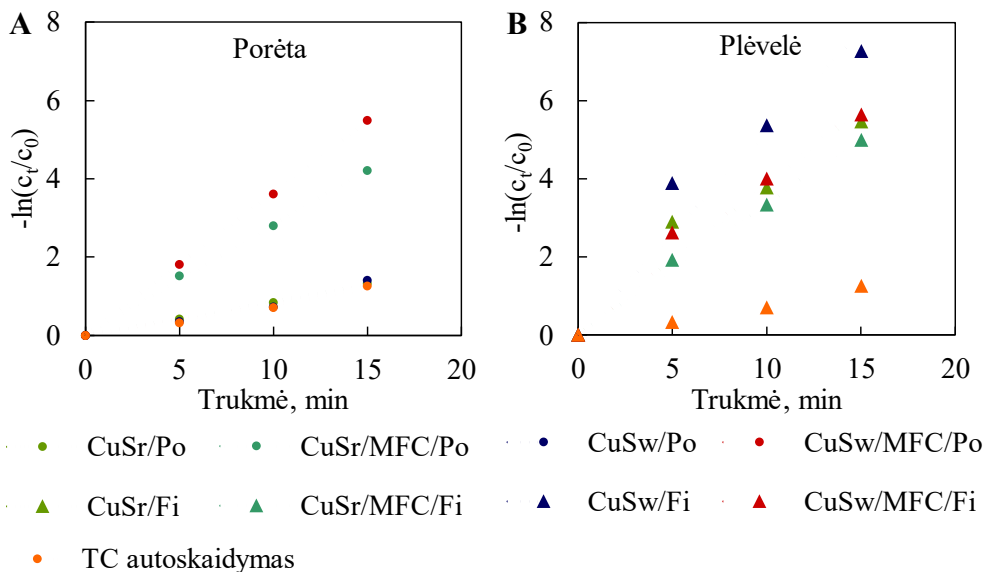 A
Porėta
8
6
4
2
0
-ln(cₜ/c₀)
0 5 10 15 20
Trukmė, min
B
Plėvelė
8
6
4
2
0
-ln(cₜ/c₀)
0 5 10 15 20
Trukmė, min
CuSr/Po CuSr/MFC/Po CuSw/Po CuSw/MFC/Po
CuSr/Fi CuSr/MFC/Fi CuSw/Fi CuSw/MFC/Fi
TC autoskaidymas